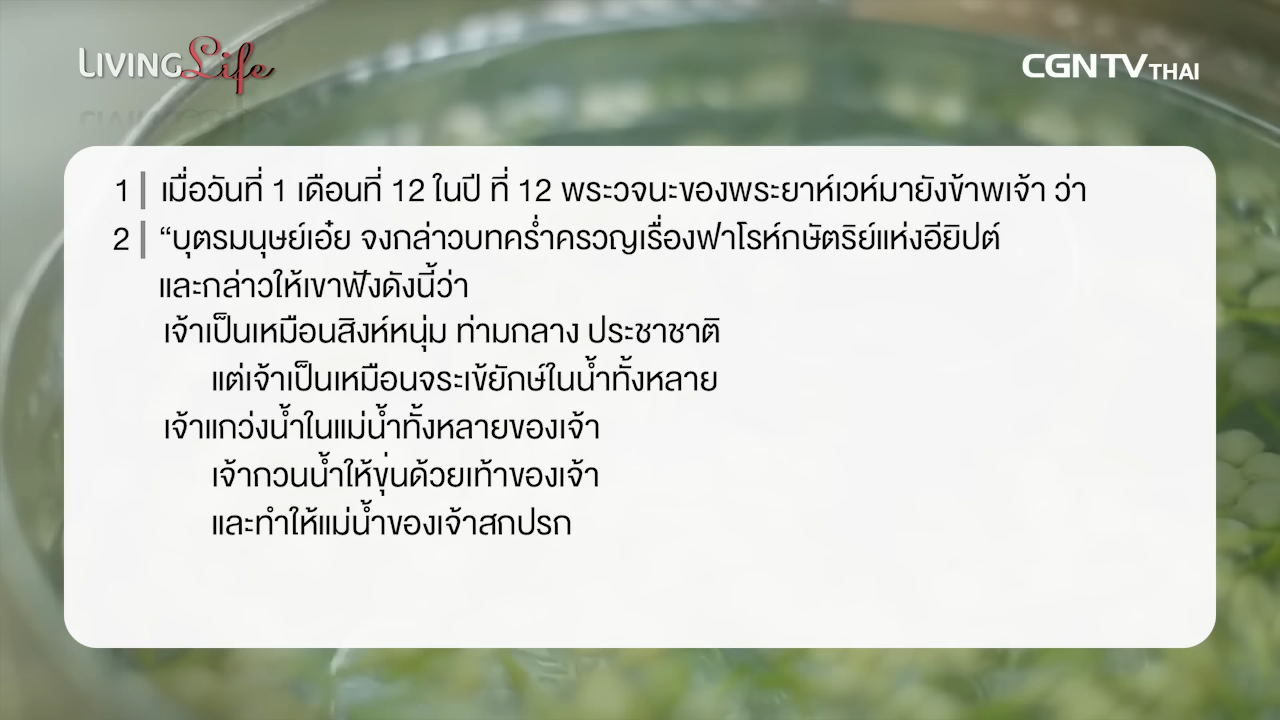 LIVING Life
CGNTV THAI
1 เมื่อวันที่ 1 เดือนที่ 12 ในปี ที่ 12 พระวจนะของพระยาห์เวห์มายังข้าพเจ้า ว่า
2 “บุตรมนุษย์เอ๋ย จงกล่าวบทคร่ำครวญเรื่องฟาโรห์กษัตริย์แห่งอียิปต์
และกล่าวให้เขาฟังดังนี้ว่า
เจ้าเป็นเหมือนสิงห์หนุ่ม ท่ามกลาง ประชาชาติ
แต่เจ้าเป็นเหมือนจระเข้ยักษ์ในน้ำทั้งหลาย
เจ้าแกว่งน้ำในแม่น้ำทั้งหลายของเจ้า
เจ้ากวนน้ำให้ขุ่นด้วยเท้าของเจ้า
และทำให้แม่น้ำของเจ้าสกปรก